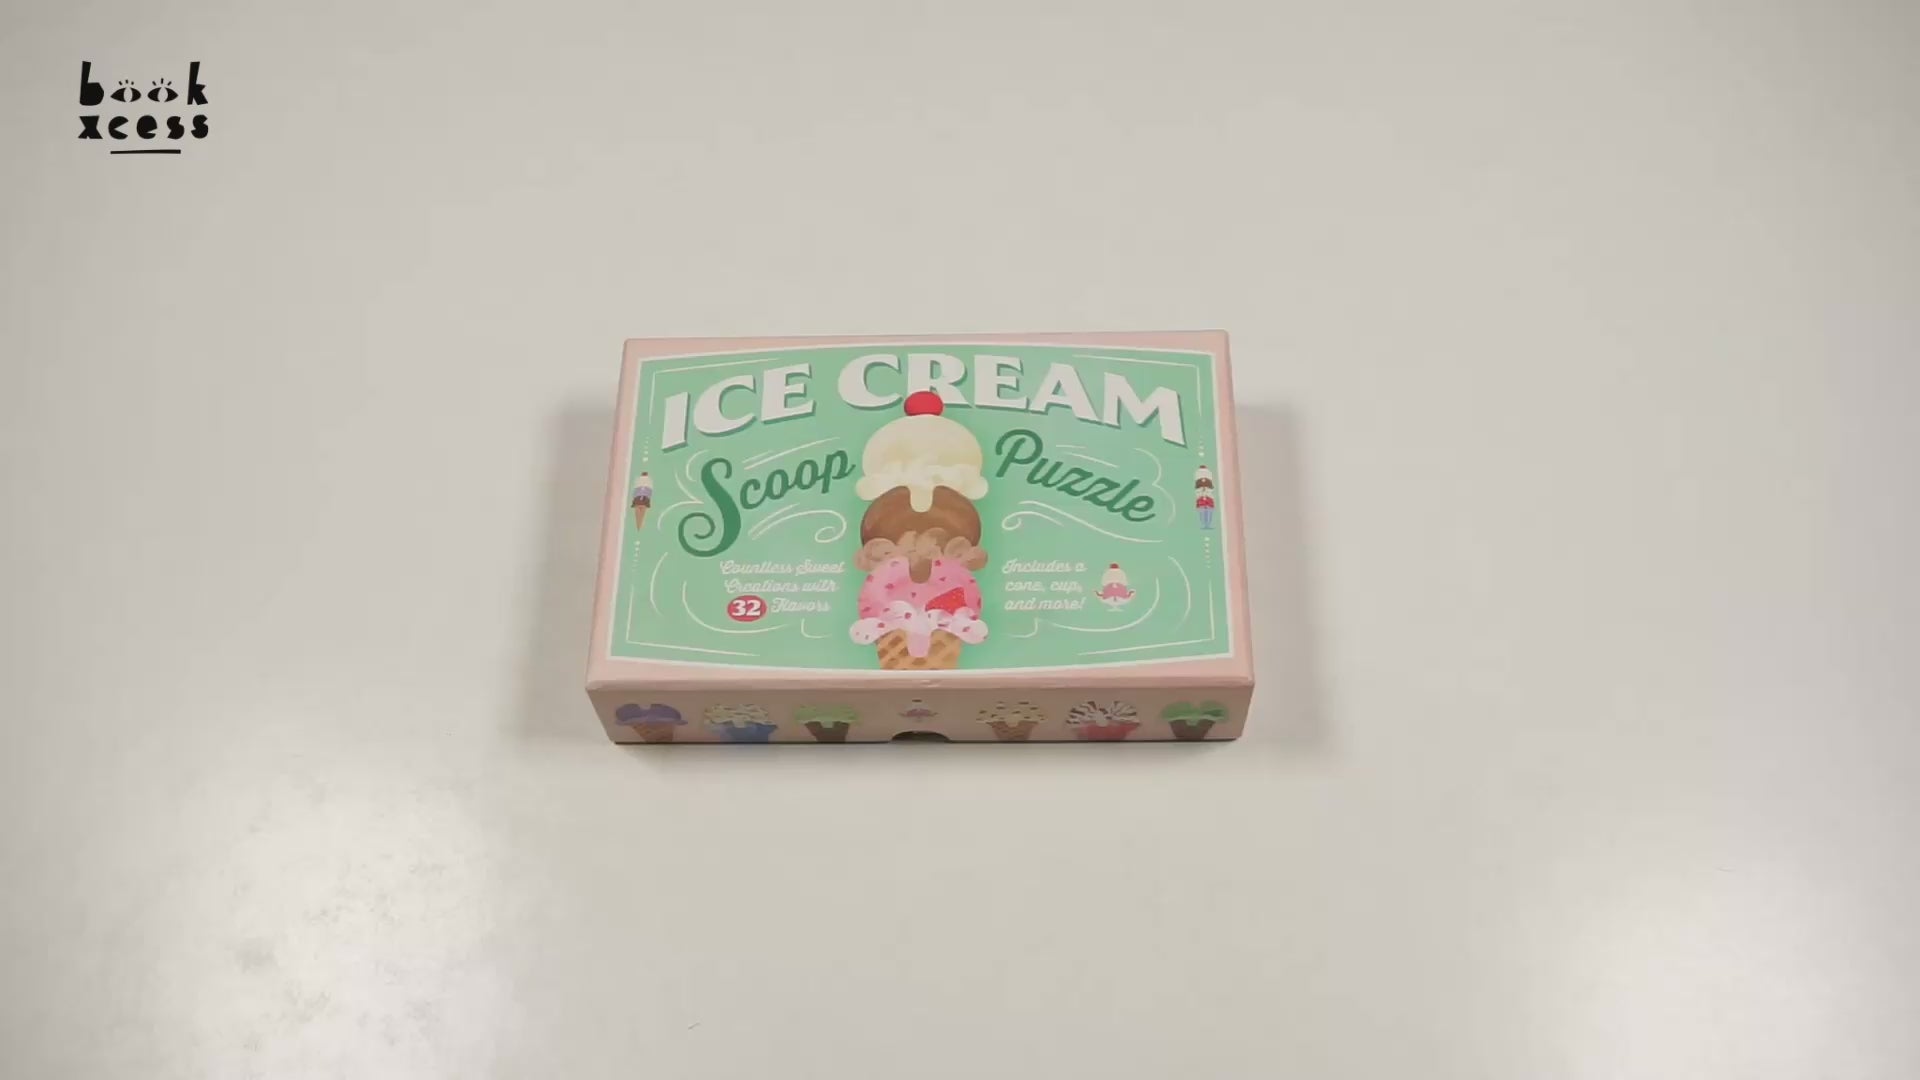 book
xcess
ICE CREAM
Scoop Puzzle
Countless Sweet
Creations with
32 Flavors
Includes a
cone, cup,
and more!